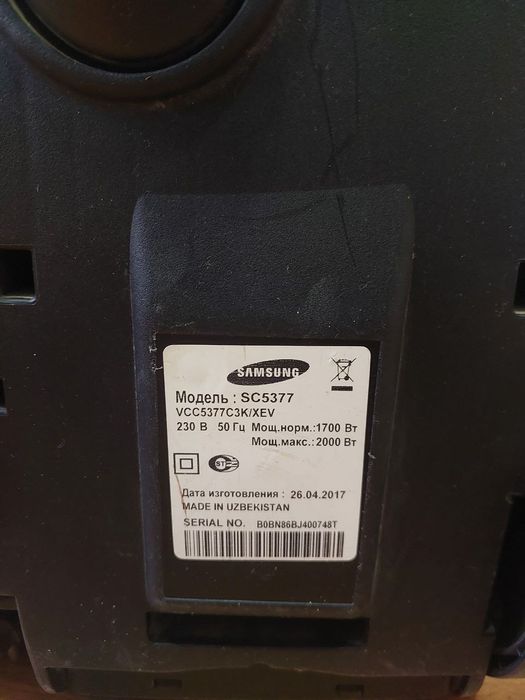 SAMSUNG
Модель : SC5377
VCC5377C3K/XEV
230 В 50 Гц Мощ.норм.:1700 Вт
Мощ.макс.:2000 Вт
Дата изготовления : 26.04.2017
MADE IN UZBEKISTAN
SERIAL NO. B0BN86BJ400748T